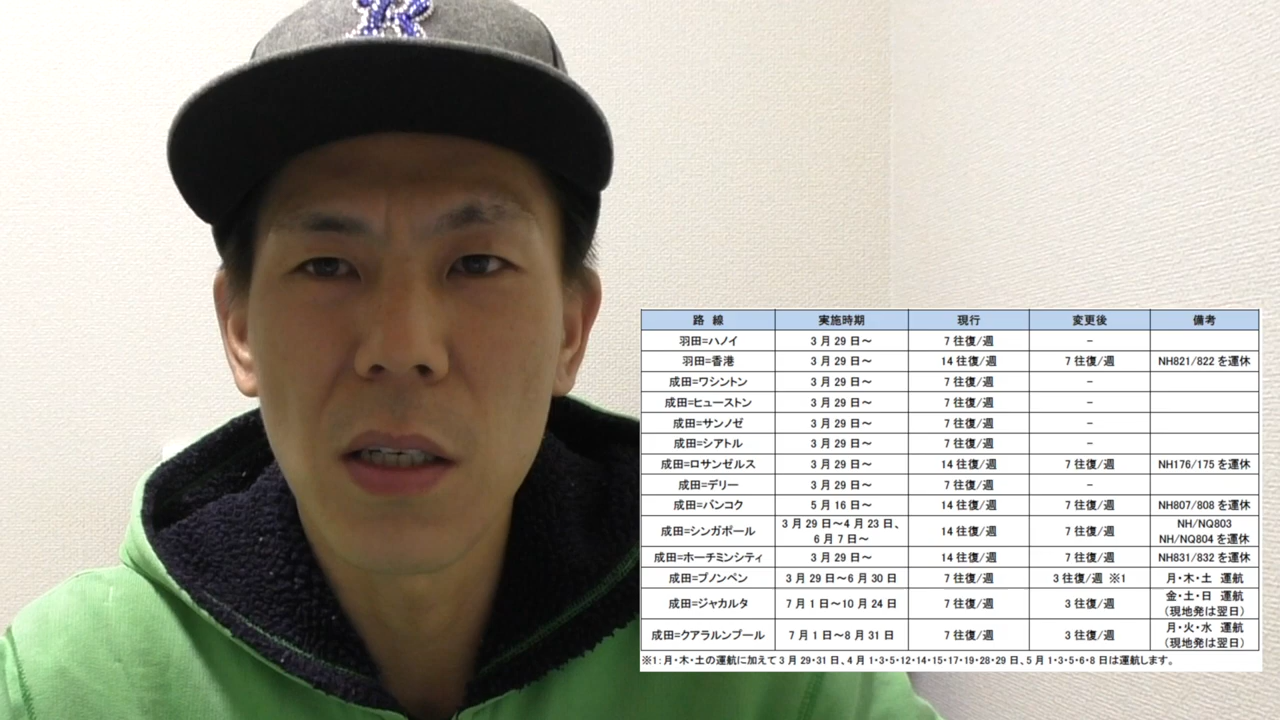 R
路 線 実施時期 現行 変更後 備考
羽田=ハノイ 3月29日~ 7往復/週 -
羽田=香港 3月29日~ 14往復/週 7往復/週 NH821/822を運休
成田=ワシントン 3月29日~ 7往復/週 -
成田=ヒューストン 3月29日~ 7往復/週 -
成田=サンノゼ 3月29日~ 7往復/週 -
成田=シアトル 3月29日~ 7往復/週 -
成田=ロサンゼルス 3月29日~ 14往復/週 7往復/週 NH176/175を運休
成田=デリー 3月29日~ 7往復/週 -
成田=バンコク 5月16日~ 14往復/週 7往復/週 NH807/808を運休
成田=シンガポール 3月29日~4月23日、 14往復/週 7往復/週 NH/NQ803
6月7日~ NH/NQ804を運休
成田=ホーチミンシティ 3月29日~ 14往復/週 7往復/週 NH831/832を運休
成田=プノンペン 3月29日~6月30日 7往復/週 3往復/週 ※1 月・木・土 運航
成田=ジャカルタ 7月1日~10月24日 7往復/週 3往復/週 金・土・日 運航
(現地発は翌日)
成田=クアラルンプール 7月1日~8月31日 7往復/週 3往復/週 月・火・水 運航
(現地発は翌日)
※1:月・木・土の運航に加えて3月29・31日、4月1・3・5・12・14・15・17・19・28・29日、5月1・3・5・6・8日は運航します。